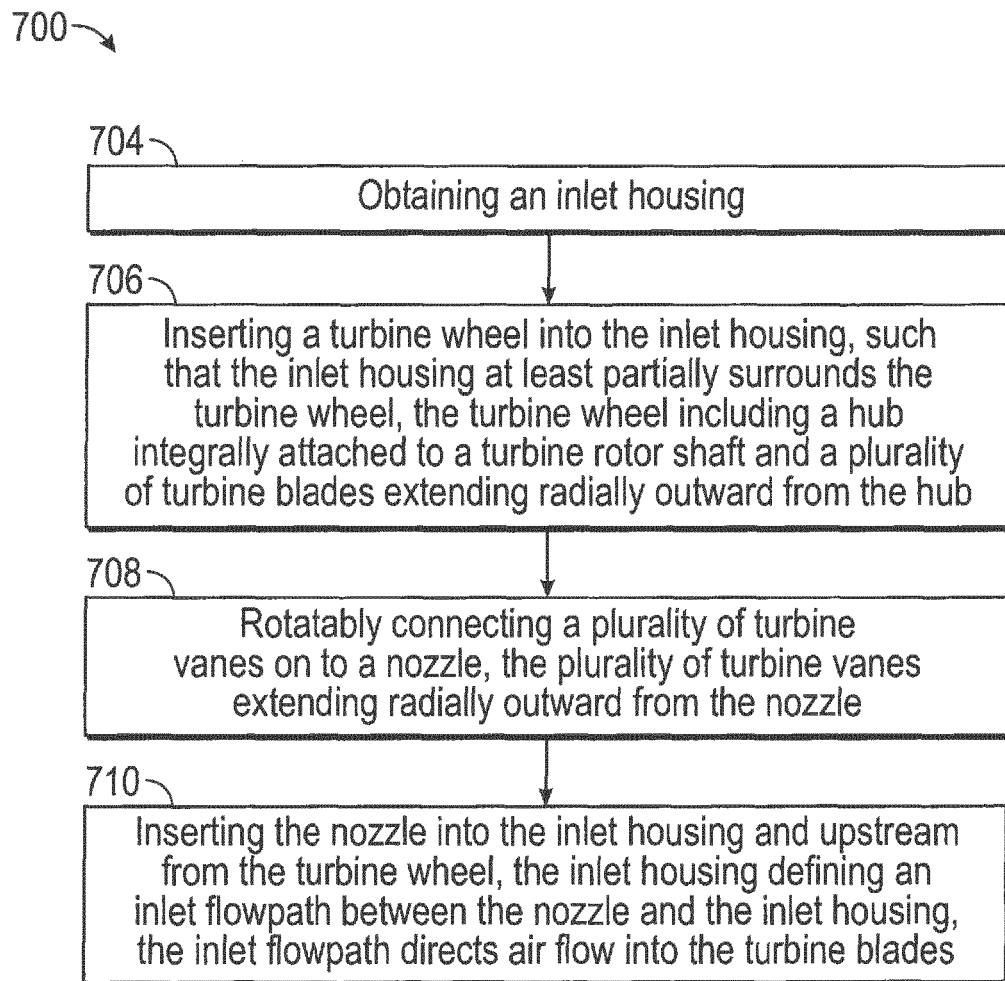 700
704
Obtaining an inlet housing
706
Inserting a turbine wheel into the inlet housing, such
that the inlet housing at least partially surrounds the
turbine wheel, the turbine wheel including a hub
integrally attached to a turbine rotor shaft and a plurality
of turbine blades extending radially outward from the hub
708
Rotatably connecting a plurality of turbine
vanes on to a nozzle, the plurality of turbine vanes
extending radially outward from the nozzle
710
Inserting the nozzle into the inlet housing and upstream
from the turbine wheel, the inlet housing defining an
inlet flowpath between the nozzle and the inlet housing,
the inlet flowpath directs air flow into the turbine blades